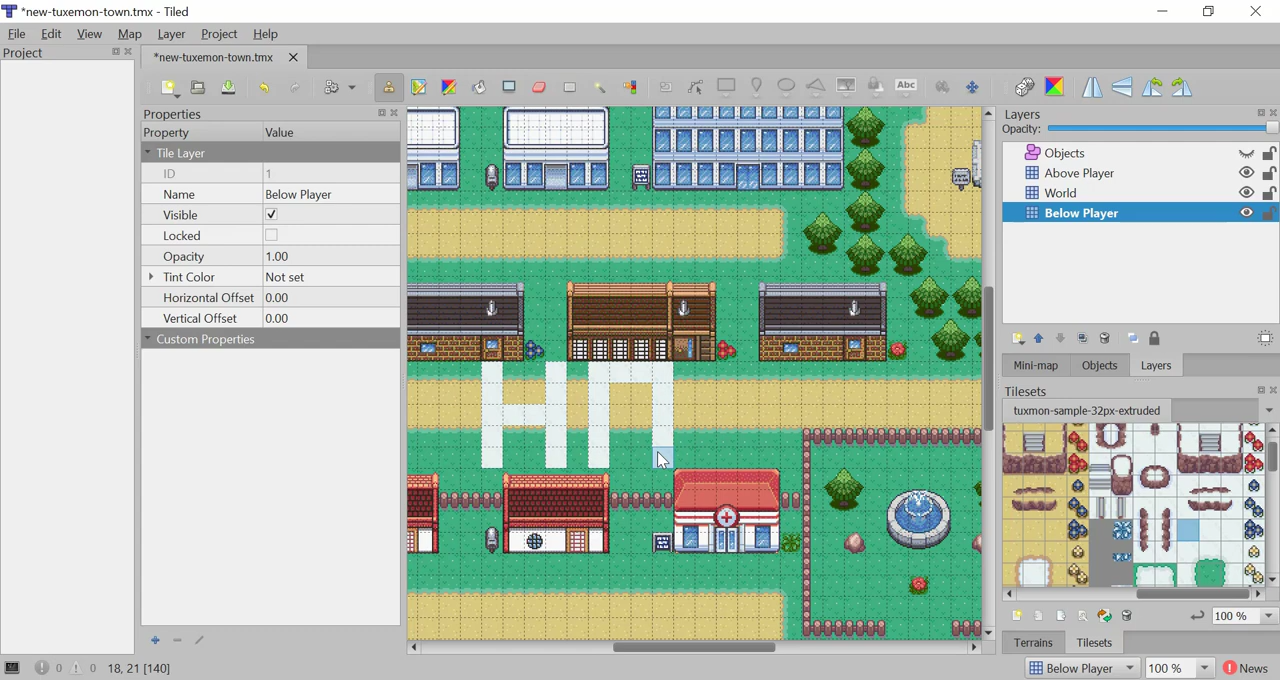 *new-tuxemon-town.tmx - Tiled
File Edit View Map Layer Project Help
Project
*new-tuxemon-town.tmx
Abc
Properties
Property Value
Tile Layer
ID 1
Name Below Player
Visible
Locked
Opacity 1.00
Tint Color Not set
Horizontal Offset 0.00
Vertical Offset 0.00
Custom Properties
Layers
Opacity:
Objects
Above Player
World
Below Player
Mini-map Objects Layers
Tilesets
tuxmon-sample-32px-extruded
100 %
Terrains Tilesets
0 0 18, 21 [140]
Below Player 100 % News